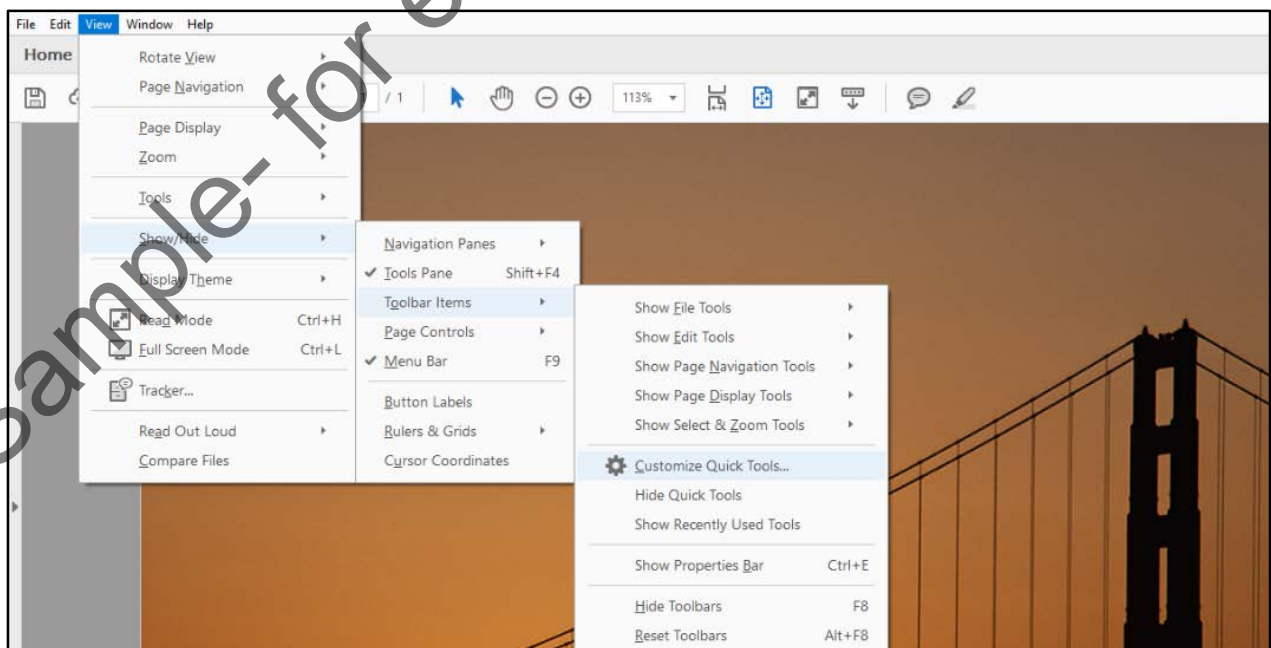 File Edit View Window Help
Home
/ 1
113%
Rotate View
Page Navigation
Page Display
Zoom
Tools
Show/Hide
Display Theme
Read Mode Ctrl+H
Full Screen Mode Ctrl+L
Tracker...
Read Out Loud
Compare Files
Navigation Panes
Tools Pane Shift+F4
Toolbar Items
Page Controls
Menu Bar F9
Button Labels
Rulers & Grids
Cursor Coordinates
Show File Tools
Show Edit Tools
Show Page Navigation Tools
Show Page Display Tools
Show Select & Zoom Tools
Customize Quick Tools...
Hide Quick Tools
Show Recently Used Tools
Show Properties Bar Ctrl+E
Hide Toolbars F8
Reset Toolbars Alt+F8
Sample- for